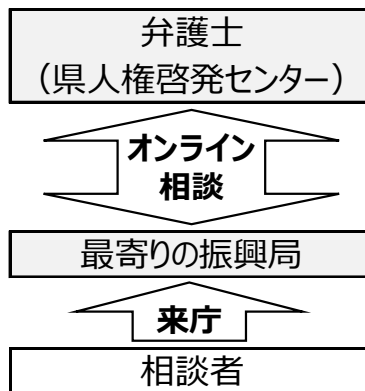 弁護士
（県人権啓発センター）
オンライン
相談
最寄りの振興局
来庁
相談者